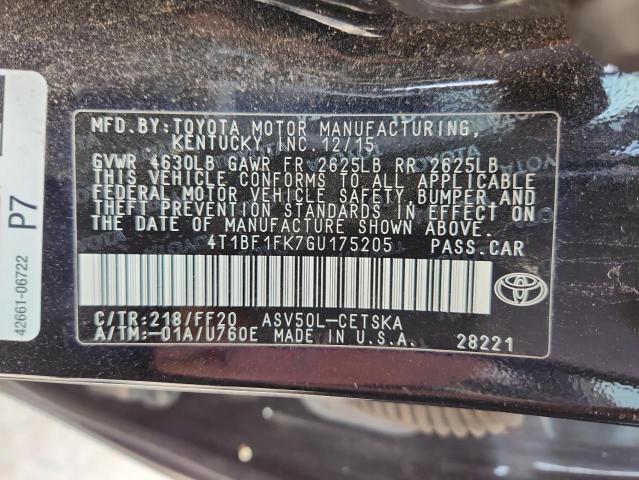 MFD.BY:TOYOTA MOTOR MANUFACTURING,
KENTUCKY,INC.12/15
GVWR 4630LB GAWR FR 2625LB RR 2625LB
THIS VEHICLE CONFORMS TO ALL APPLICABLE
FEDERAL MOTOR VEHICLE SAFETY,BUMPER,AND
THEFT PREVENTION STANDARDS IN EFFECT ON
THE DATE OF MANUFACTURE SHOWN ABOVE.
4T1BF1FK7GU175205 PASS.CAR
C/TR:218/FF20 ASV50L-CETSKA
A/TM:-01A/U760E MADE IN U.S.A. 28221
P7
42661-06722